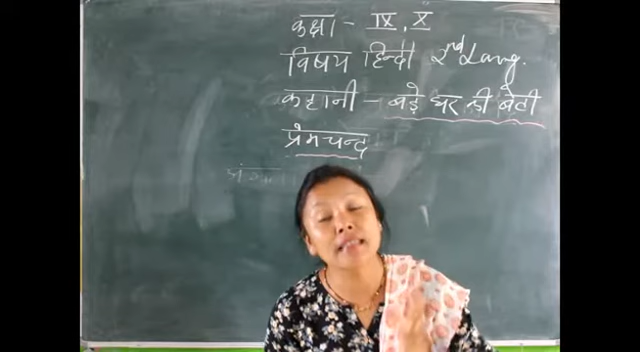 कक्षा - IX, X
विषय हिन्दी 2nd Lang.
कहानी - बड़े घर की बेटी
प्रेमचन्द